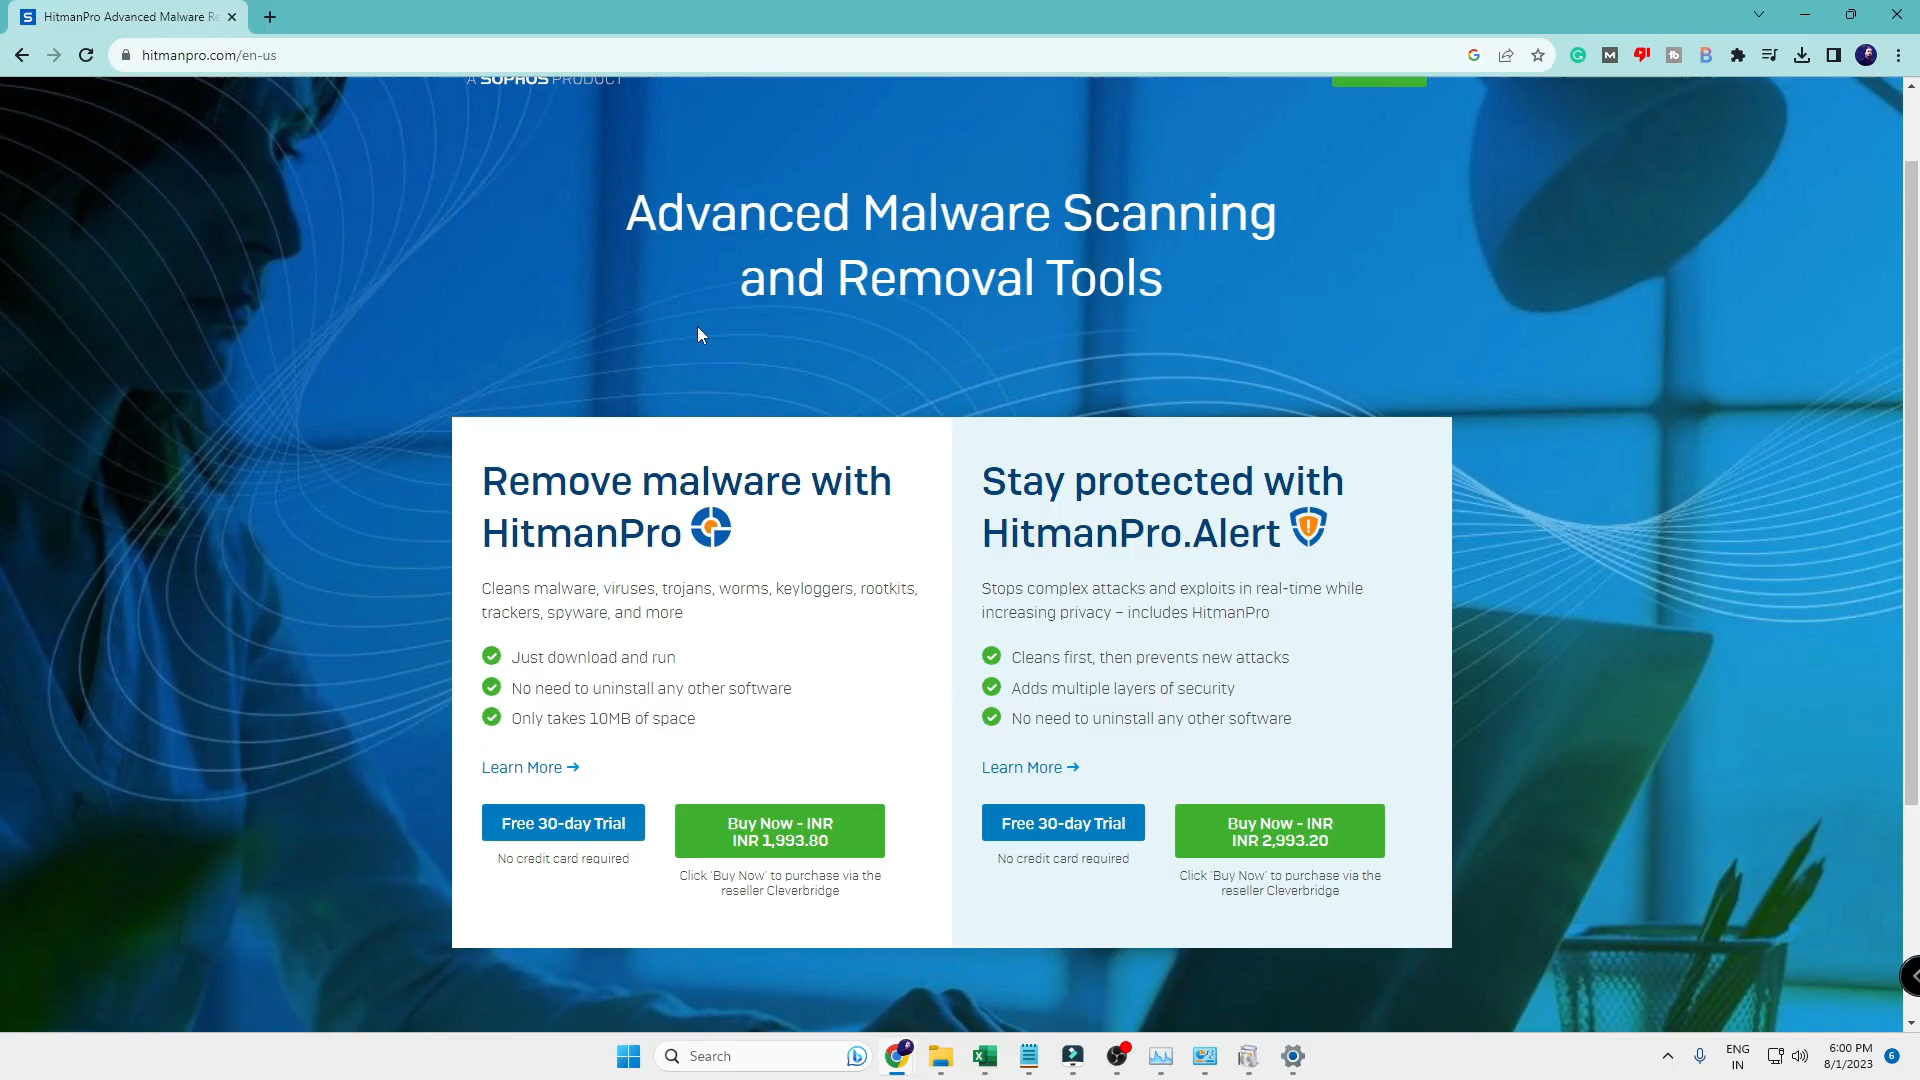 HitmanPro Advanced Malware Re
hitmanpro.com/en-us
A SOPHOS PRODUCT
Advanced Malware Scanning
and Removal Tools
Remove malware with
HitmanPro
Cleans malware, viruses, trojans, worms, keyloggers, rootkits,
trackers, spyware, and more
Just download and run
No need to uninstall any other software
Only takes 10MB of space
Learn More →
Free 30-day Trial
No credit card required
Buy Now - INR
INR 1,993.80
Click 'Buy Now' to purchase via the
reseller Cleverbridge
Stay protected with
HitmanPro.Alert
Stops complex attacks and exploits in real-time while
increasing privacy – includes HitmanPro
Cleans first, then prevents new attacks
Adds multiple layers of security
No need to uninstall any other software
Learn More →
Free 30-day Trial
No credit card required
Buy Now - INR
INR 2,993.20
Click 'Buy Now' to purchase via the
reseller Cleverbridge
Search
ENG
IN
6:00 PM
8/1/2023
6